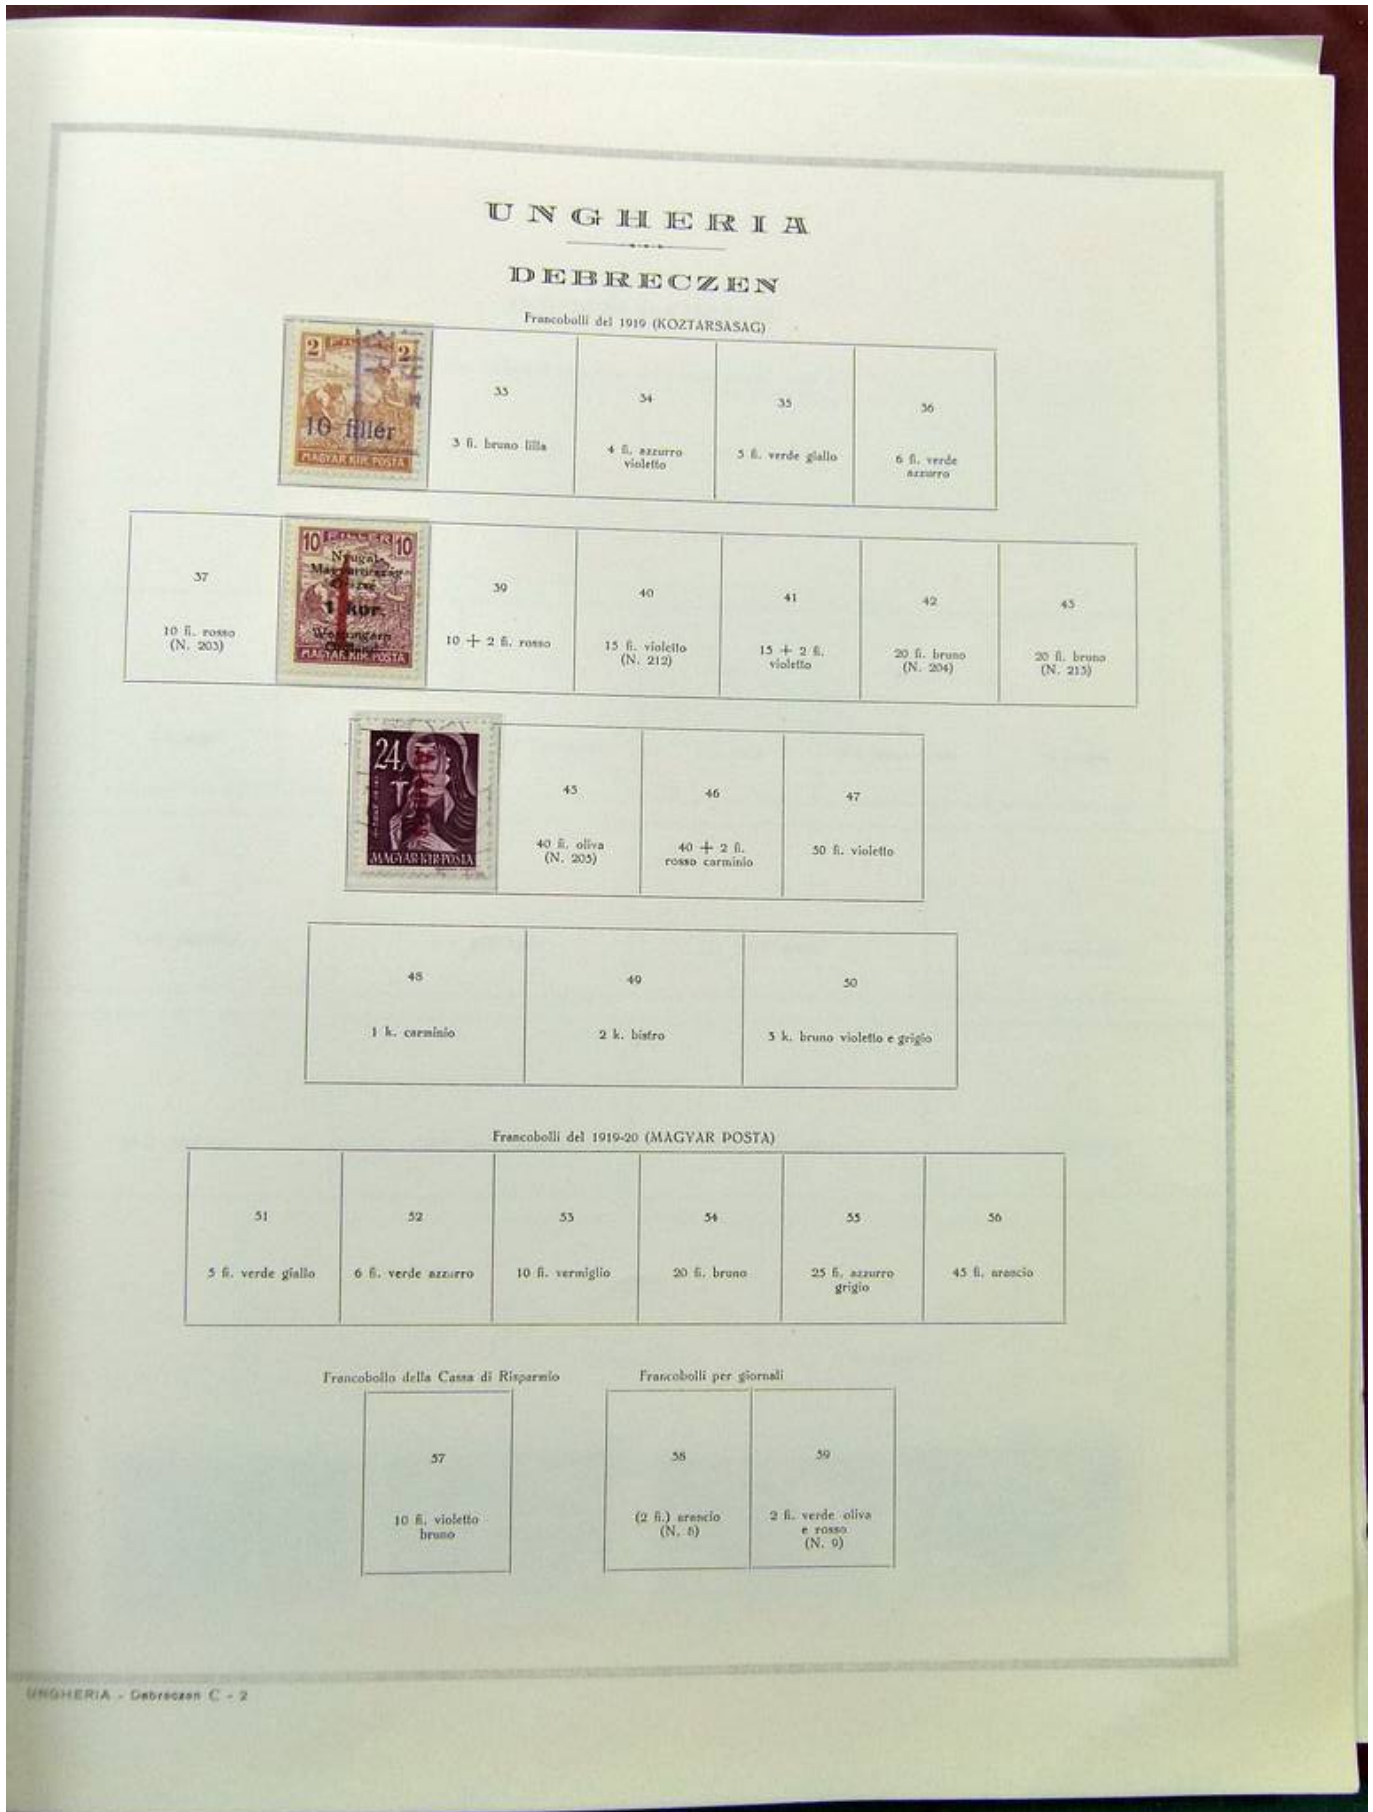 UNGHERIA
DEBRECZEN
Francobolli del 1919 (KOZTARSASAG)
2 2
10 fillér
MAGYAR KIR. POSTA
33
3 fi. bruno lilla
34
4 fi. azzurro
violetto
35
5 fi. verde giallo
36
6 fi. verde
azzurro
37
10 fi. rosso
(N. 203)
10 FILLER 10
Nyugat-
1 kor.
MAGYAR KIR. POSTA
39
10 + 2 fi. rosso
40
15 fi. violetto
(N. 212)
41
15 + 2 fi.
violetto
42
20 fi. bruno
(N. 204)
43
20 fi. bruno
(N. 213)
24
MAGYAR·KIR·POSTA
45
40 fi. oliva
(N. 205)
46
40 + 2 fi.
rosso carminio
47
50 fi. violetto
48
1 k. carminio
49
2 k. bistro
50
3 k. bruno violetto e grigio
Francobolli del 1919-20 (MAGYAR POSTA)
51
5 fi. verde giallo
52
6 fi. verde azzurro
53
10 fi. vermiglio
54
20 fi. bruno
55
25 fi. azzurro
grigio
56
45 fi. arancio
Francobollo della Cassa di Risparmio
57
10 fi. violetto
bruno
Francobolli per giornali
58
(2 fi.) arancio
(N. 8)
59
2 fi. verde oliva
e rosso
(N. 9)
UNGHERIA - Debreczen C - 2